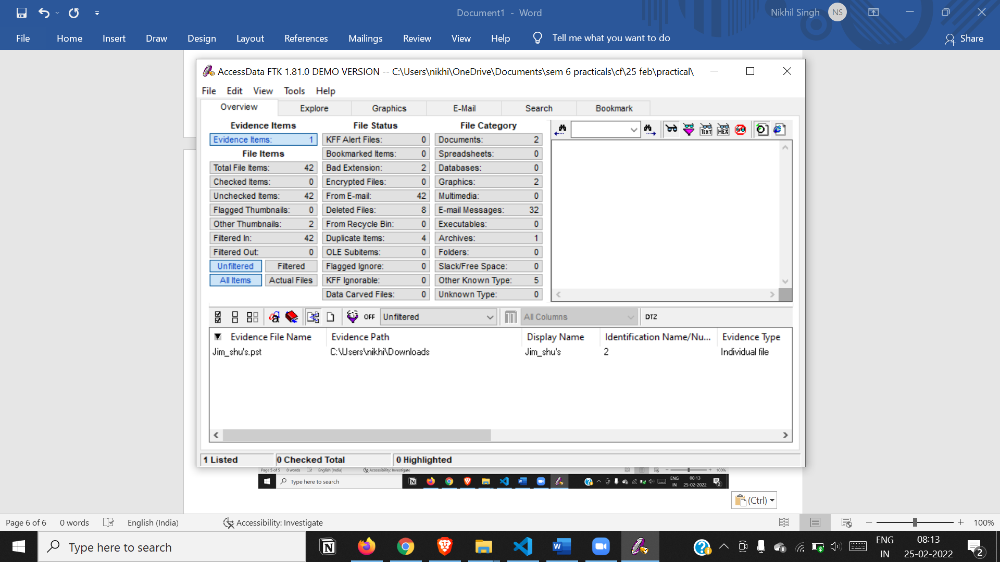 Document1 - Word
Nikhil Singh NS
File Home Insert Draw Design Layout References Mailings Review View Help Tell me what you want to do Share
AccessData FTK 1.81.0 DEMO VERSION -- C:\Users\nikhi\OneDrive\Documents\sem 6 practicals\cf\25 feb\practical\
File Edit View Tools Help
Overview Explore Graphics E-Mail Search Bookmark
Evidence Items File Status File Category
Evidence Items: 1 KFF Alert Files: 0 Documents: 2
File Items Bookmarked Items: 0 Spreadsheets: 0
Total File Items: 42 Bad Extension: 2 Databases: 0
Checked Items: 0 Encrypted Files: 0 Graphics: 2
Unchecked Items: 42 From E-mail: 42 Multimedia: 0
Flagged Thumbnails: 0 Deleted Files: 8 E-mail Messages: 32
Other Thumbnails: 2 From Recycle Bin: 0 Executables: 0
Filtered In: 42 Duplicate Items: 4 Archives: 1
Filtered Out: 0 OLE Subitems: 0 Folders: 0
Unfiltered Filtered Flagged Ignore: 0 Slack/Free Space: 0
All Items Actual Files KFF Ignorable: 0 Other Known Type: 5
Data Carved Files: 0 Unknown Type: 0
TEXT HEX
OFF Unfiltered All Columns DTZ
Evidence File Name Evidence Path Display Name Identification Name/Nu... Evidence Type
Jim_shu's.pst C:\Users\nikhi\Downloads Jim_shu's 2 Individual file
1 Listed 0 Checked Total 0 Highlighted
Page 5 of 5 0 words English (India) Accessibility: Investigate 100%
Type here to search ENG 08:13
IN 25-02-2022 2
(Ctrl)
Page 6 of 6 0 words English (India) Accessibility: Investigate 100%
Type here to search ENG 08:13
IN 25-02-2022 2